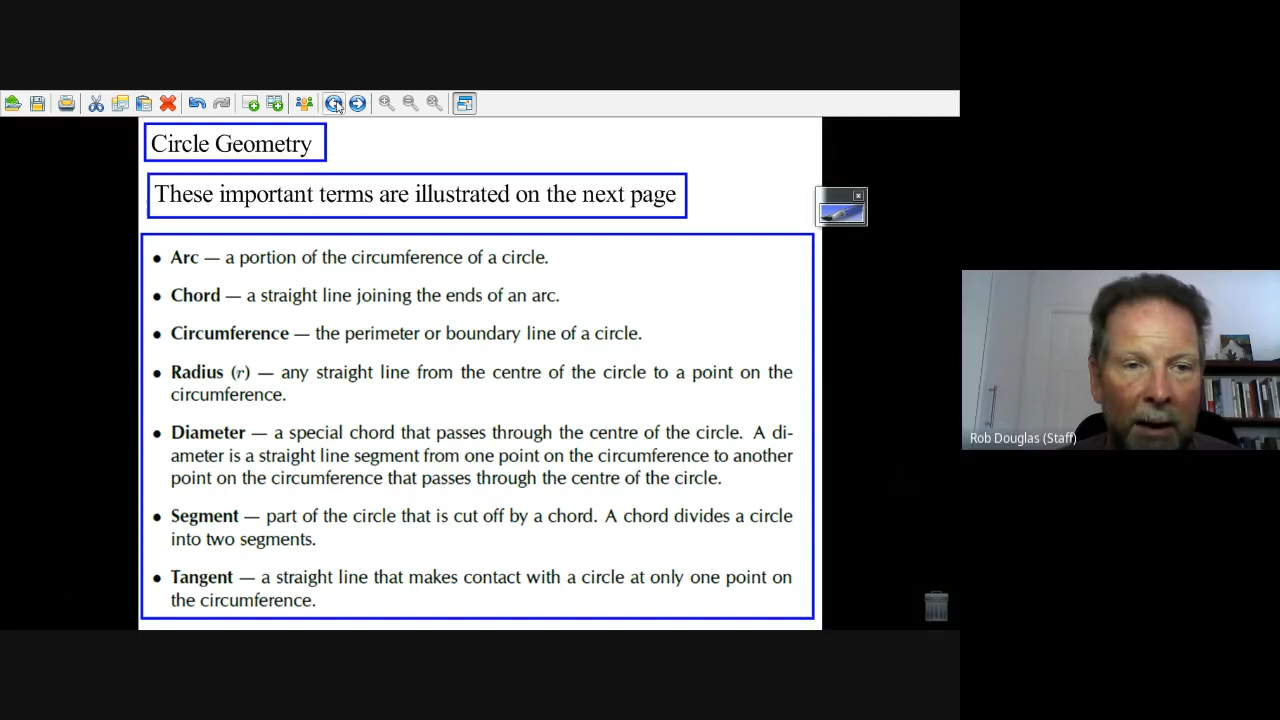 Circle Geometry
These important terms are illustrated on the next page
• Arc — a portion of the circumference of a circle.
• Chord — a straight line joining the ends of an arc.
• Circumference — the perimeter or boundary line of a circle.
• Radius (r) — any straight line from the centre of the circle to a point on the
circumference.
• Diameter — a special chord that passes through the centre of the circle. A di-
ameter is a straight line segment from one point on the circumference to another
point on the circumference that passes through the centre of the circle.
• Segment — part of the circle that is cut off by a chord. A chord divides a circle
into two segments.
• Tangent — a straight line that makes contact with a circle at only one point on
the circumference.
Rob Douglas (Staff)